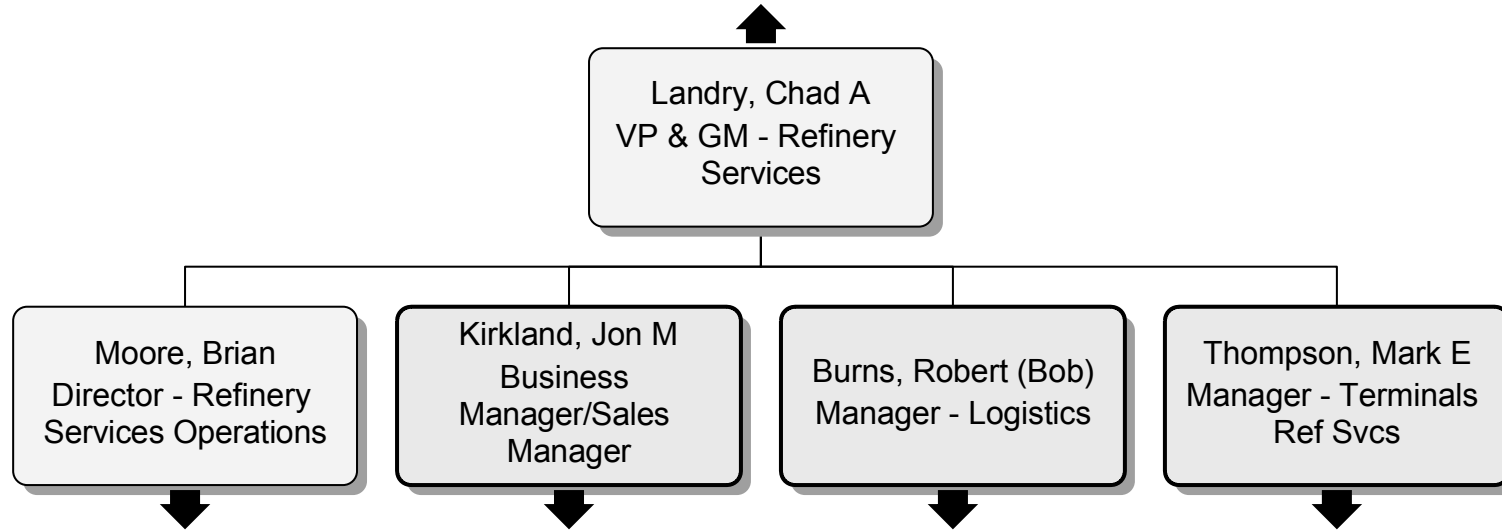 Landry, Chad A
VP & GM - Refinery
Services
Moore, Brian
Director - Refinery
Services Operations
Kirkland, Jon M
Business
Manager/Sales
Manager
Burns, Robert (Bob)
Manager - Logistics
Thompson, Mark E
Manager - Terminals
Ref Svcs